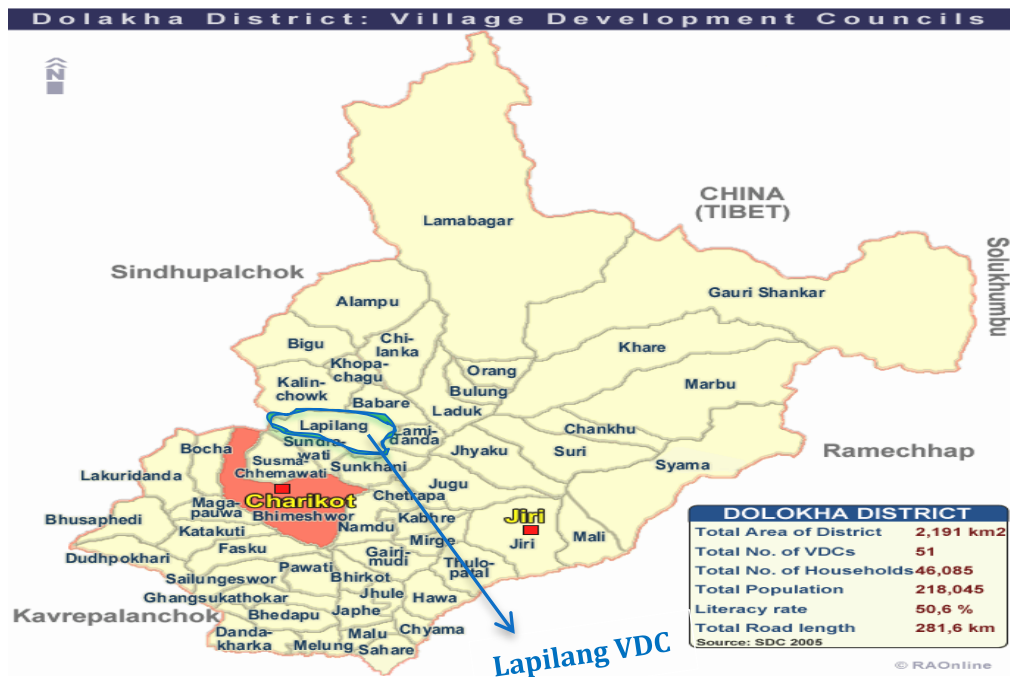 Dolakha District: Village Development Councils
N
CHINA
(TIBET)
Lamabagar
Solukhumbu
Sindhupalchok
Gauri Shankar
Alampu
Bigu
Chi-
lanka
Khare
Khopa-
chagu
Orang
Kalin-
chowk
Marbu
Bulung
Babare
Laduk
Lapilang
Lami-
danda
Chankhu
Sundra-
wati
Bocha
Jhyaku
Suri
Ramechhap
Susma-
Chhemawati
Sunkhani
Syama
Lakuridanda
Jugu
Charikot
Chetrapa
Maga-
pauwa
Bhimeshwor
Bhusaphedi
Kabhre
Jiri
Namdu
Katakuti
Mirge
Jiri
Mali
Fasku
Gairi-
mudi
Dudhpokhari
Thulo-
patal
Pawati
Sailungeswor
Bhirkot
Jhule
Hawa
Ghangsukathokar
Kavrepalanchok
Bhedapu
Japhe
Chyama
Danda-
kharka
Malu
Melung
Sahare
Lapilang VDC
DOLOKHA DISTRICT
Total Area of District 2,191 km2
Total No. of VDCs 51
Total No. of Households 46,085
Total Population 218,045
Literacy rate 50,6 %
Total Road length 281,6 km
Source: SDC 2005
© RAOnline